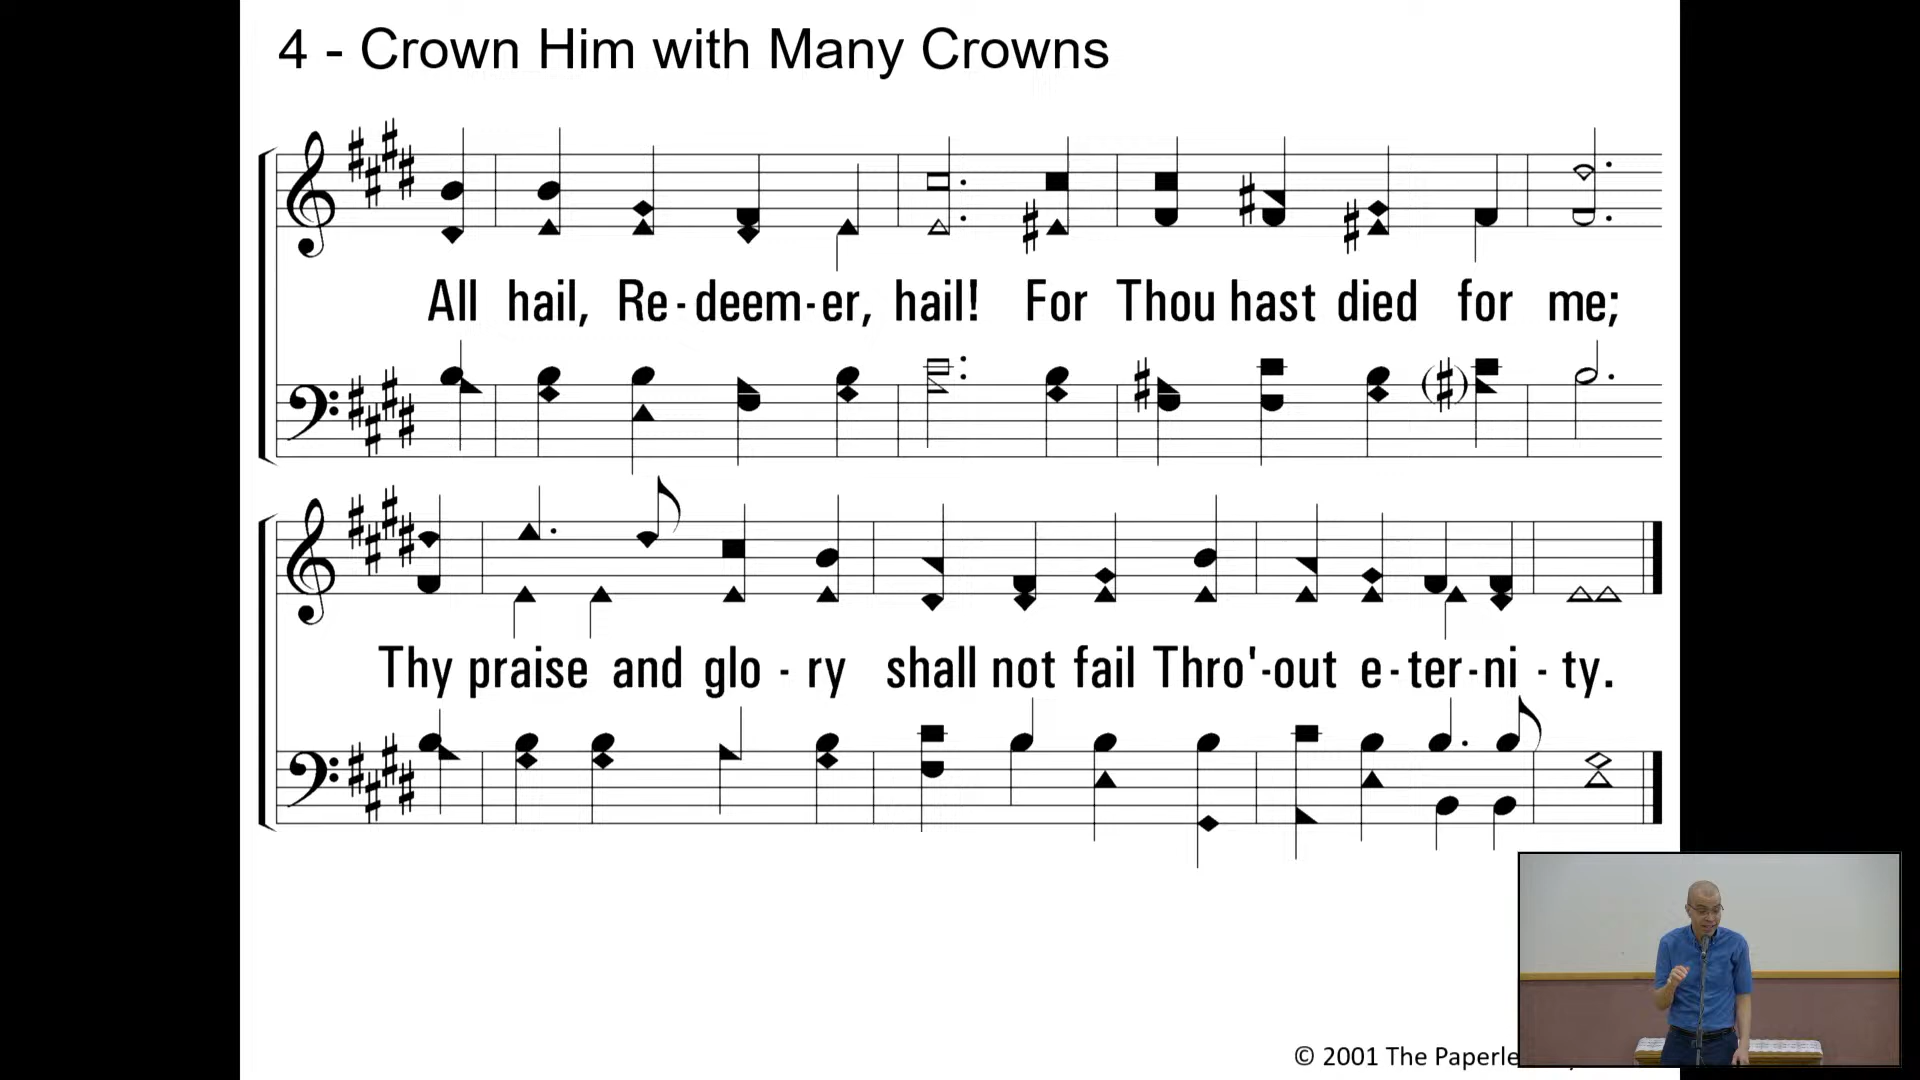 4 - Crown Him with Many Crowns
All hail, Re-deem-er, hail! For Thou hast died for me;
Thy praise and glo - ry shall not fail Thro'-out e-ter-ni - ty.
© 2001 The